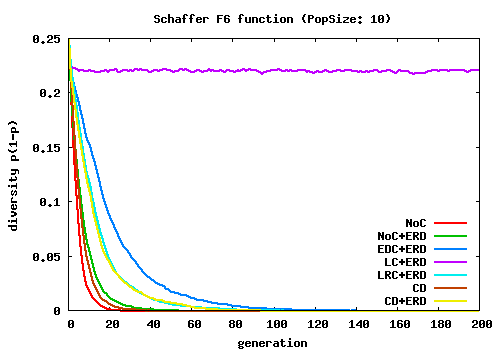 Schaffer F6 function (PopSize: 10)
0.25
0.2
0.15
0.1
0.05
0
diversity p(1-p)
NoC
NoC+ERD
EDC+ERD
LC+ERD
LRC+ERD
CD
CD+ERD
0 20 40 60 80 100 120 140 160 180 200
generation